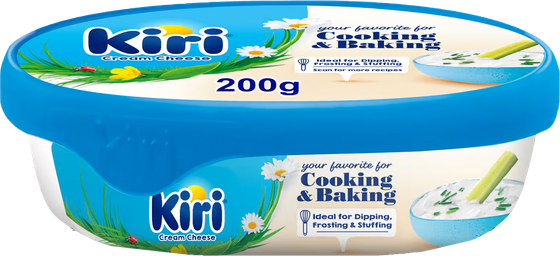 Kiri
Cream Cheese
your favorite for
Cooking
& Baking
Ideal for Dipping,
Frosting & Stuffing
Scan for more recipes
200g
Kiri
Cream Cheese
your favorite for
Cooking
& Baking
Ideal for Dipping,
Frosting & Stuffing